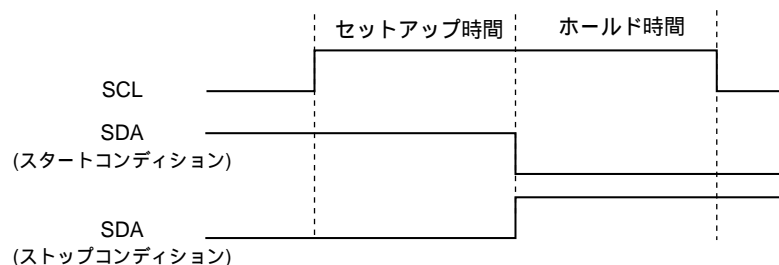 セットアップ時間
ホールド時間
SCL
SDA
(スタートコンディション)
SDA
(ストップコンディション)